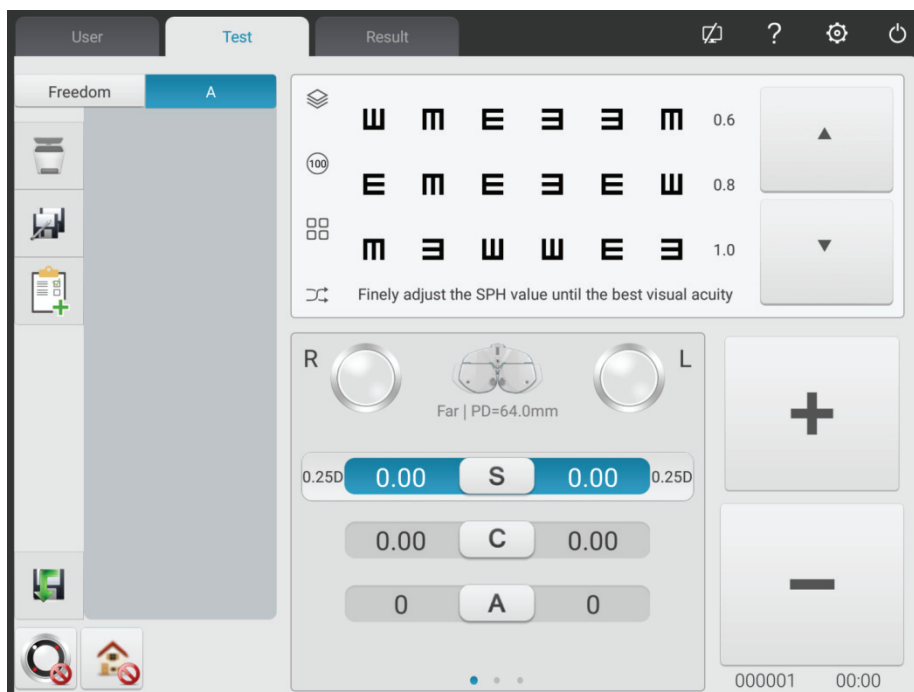 User Test Result ?
Freedom A
0.6
100
0.8
1.0
Finely adjust the SPH value until the best visual acuity
R L
Far | PD=64.0mm
0.25D 0.00 S 0.00 0.25D
0.00 C 0.00
0 A 0
000001 00:00